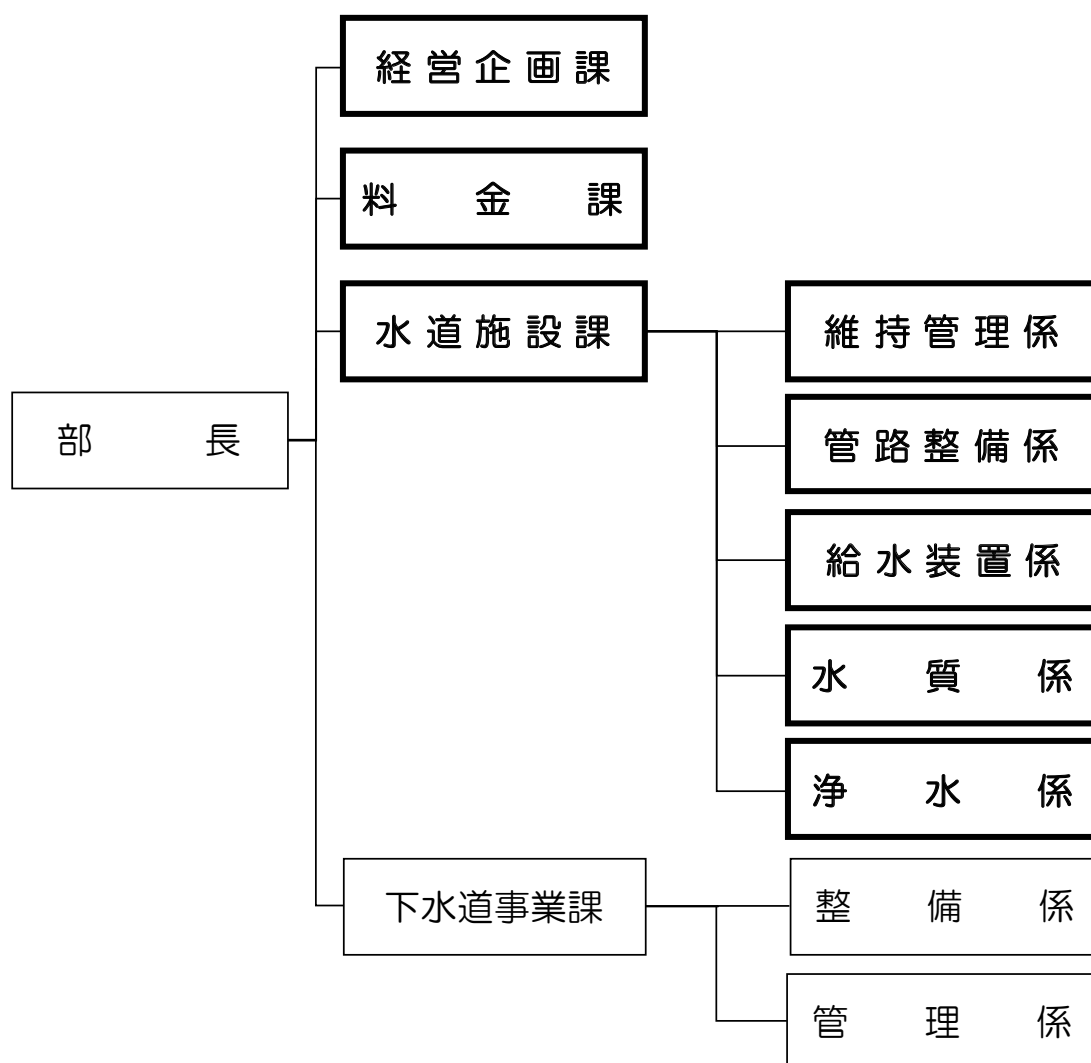 経営企画課
料金課
水道施設課
維持管理係
部長
管路整備係
給水装置係
水質係
浄水係
下水道事業課
整備係
管理係